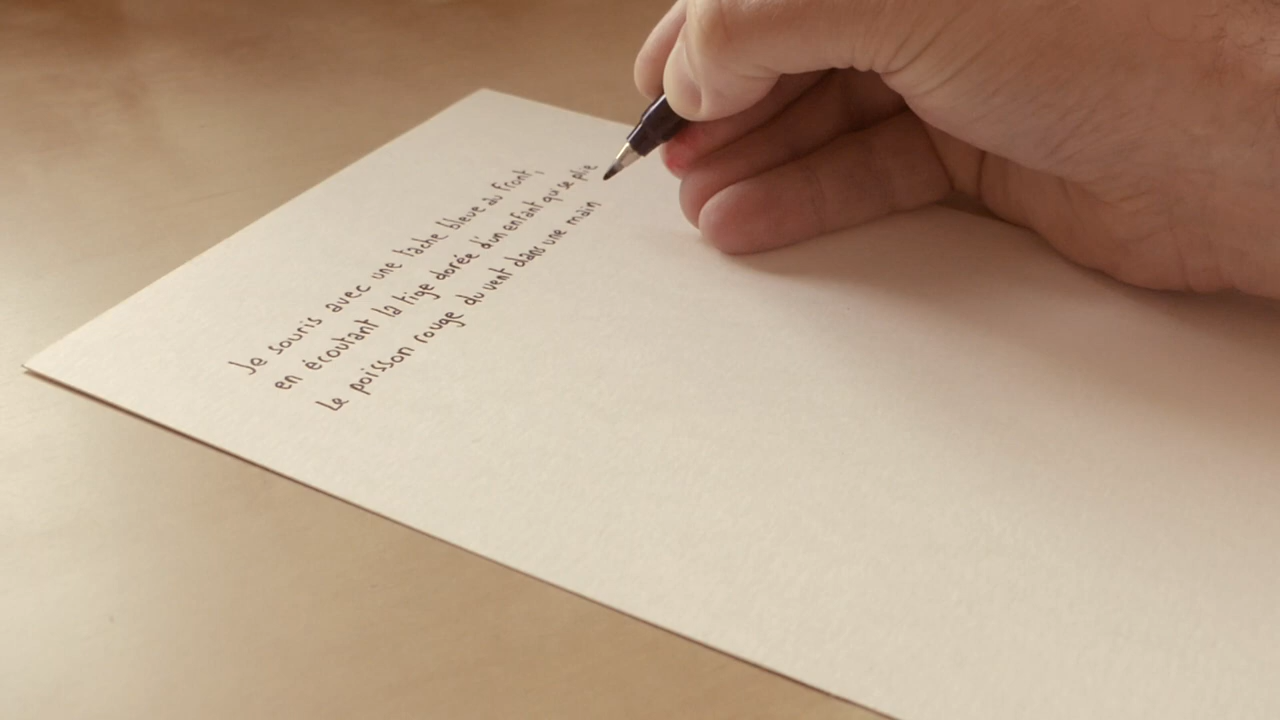 Je souris avec une tache bleue au front,
en écoutant la tige dorée d'un enfant qui se plie
Le poisson rouge du vent dans une main